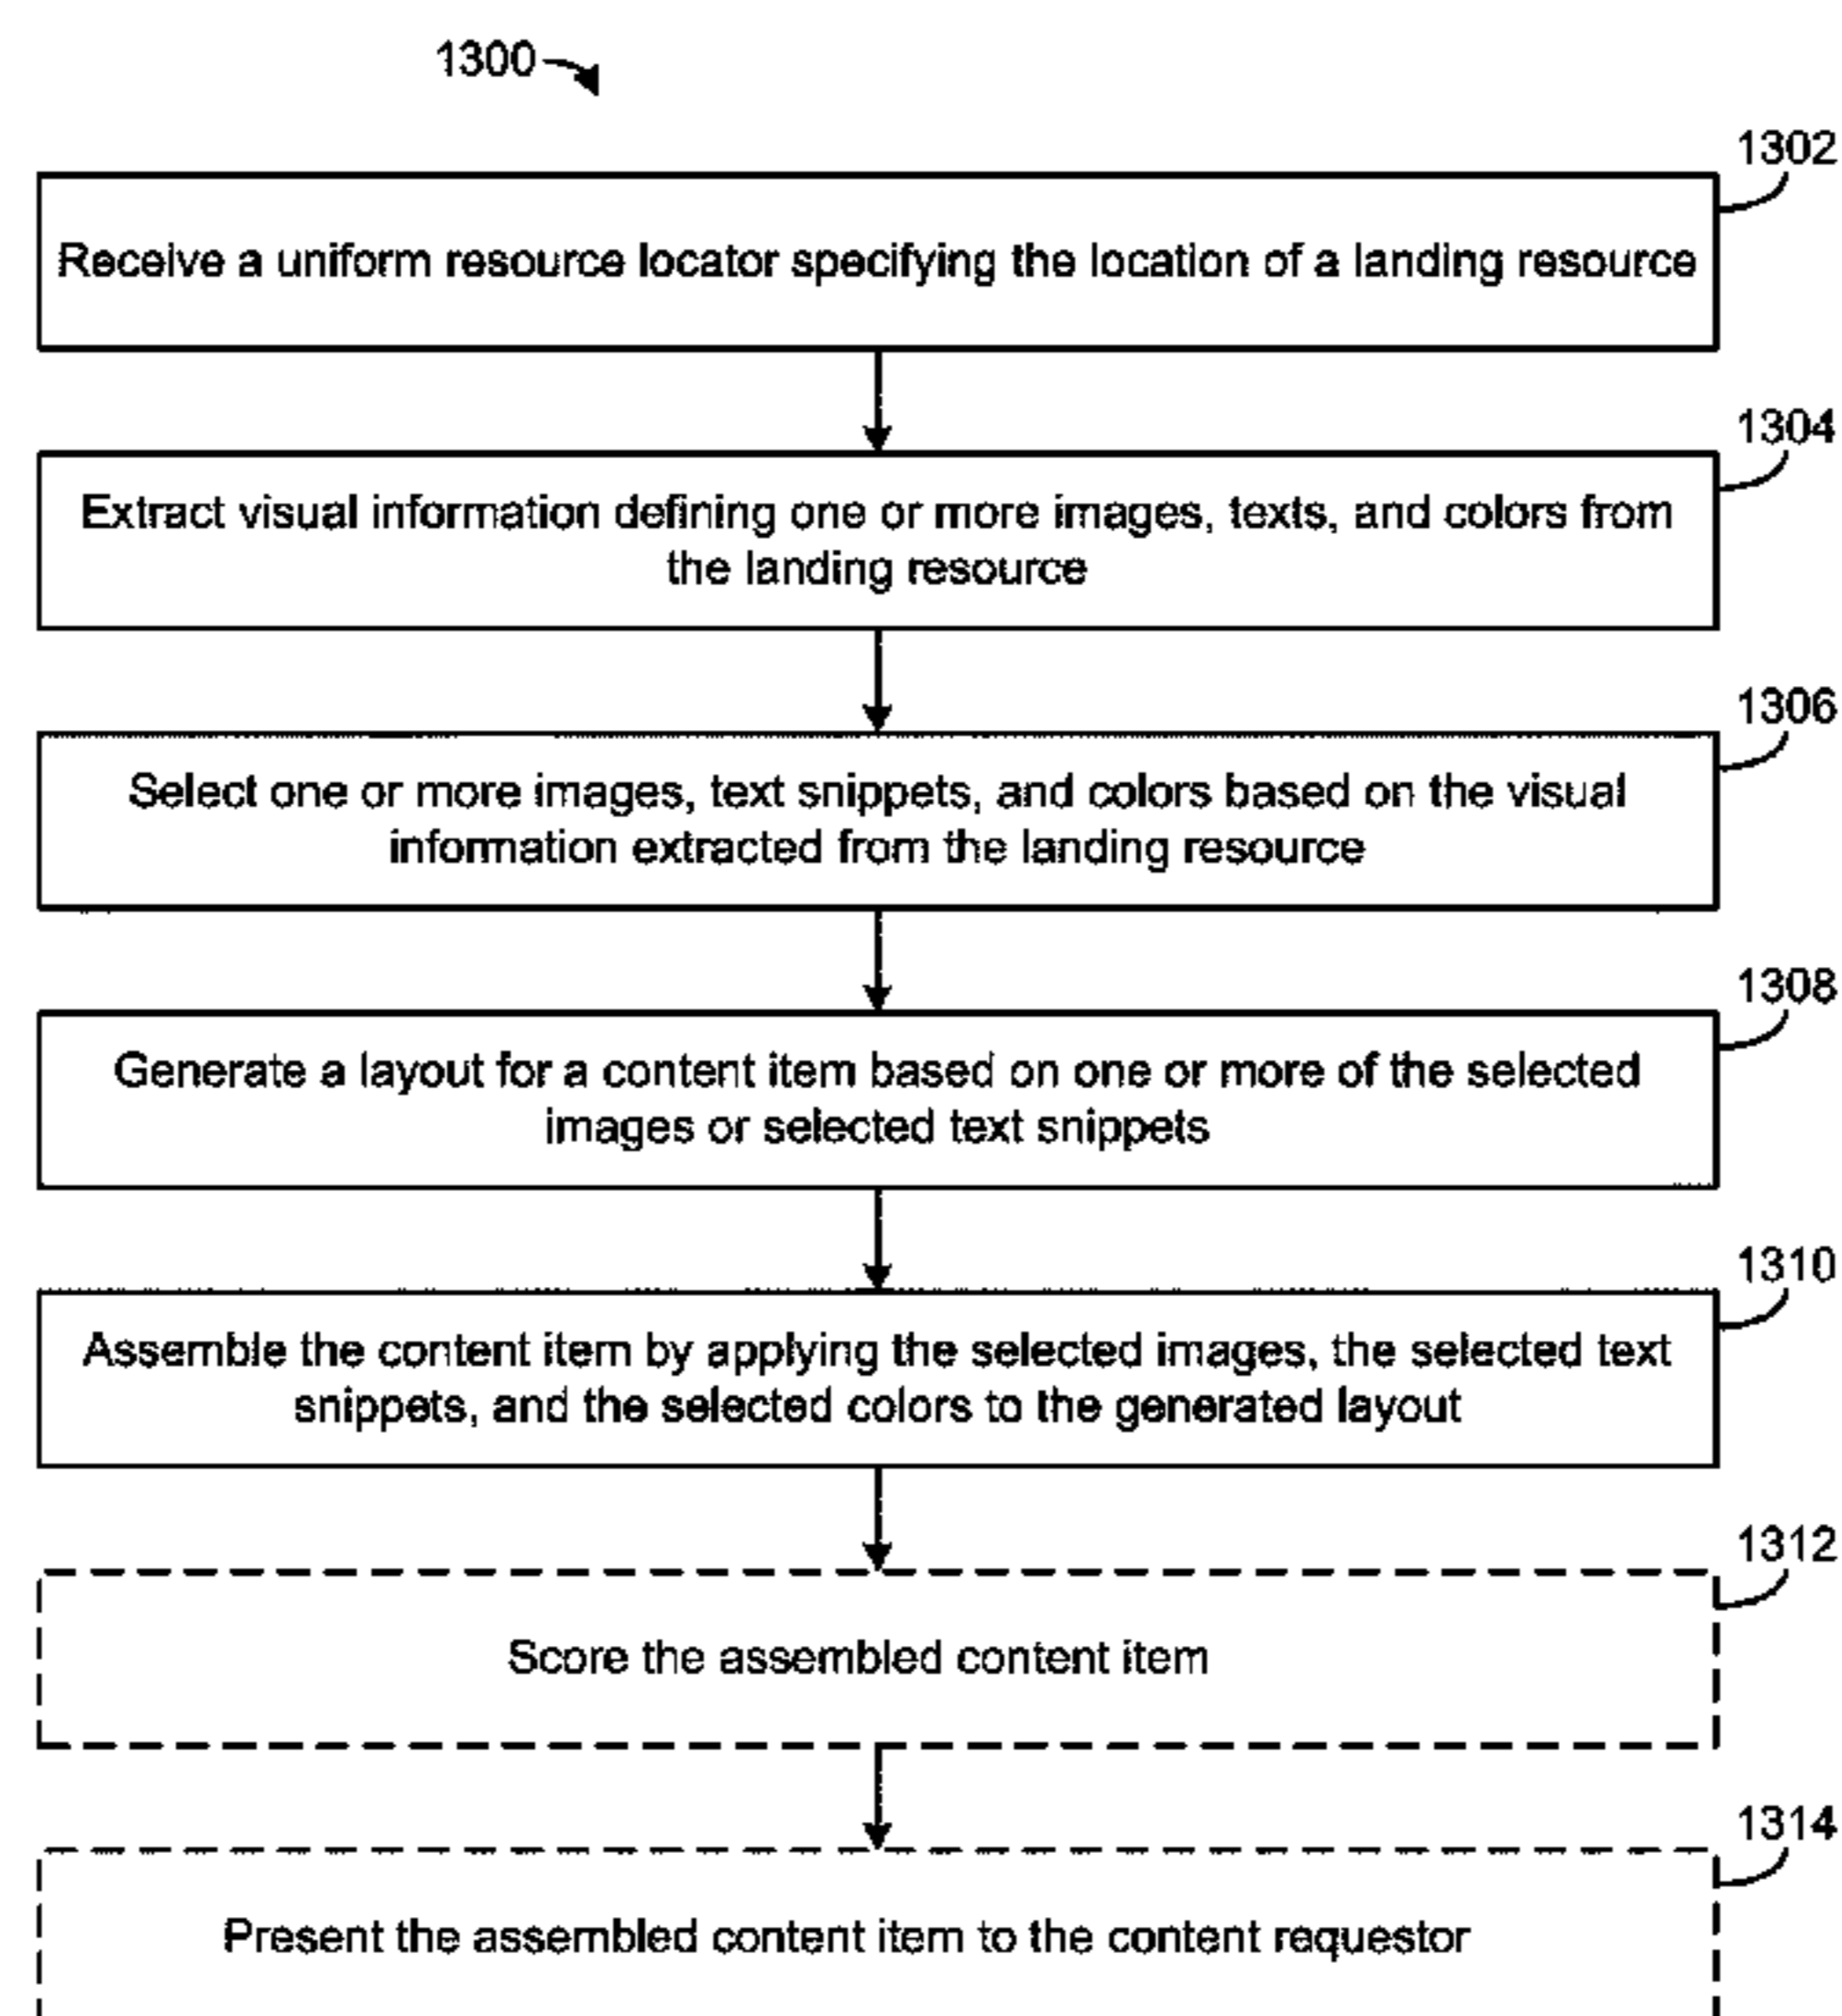 1300
1302
Receive a uniform resource locator specifying the location of a landing resource
1304
Extract visual information defining one or more images, texts, and colors from
the landing resource
1306
Select one or more images, text snippets, and colors based on the visual
information extracted from the landing resource
1308
Generate a layout for a content item based on one or more of the selected
images or selected text snippets
1310
Assemble the content item by applying the selected images, the selected text
snippets, and the selected colors to the generated layout
1312
Score the assembled content item
1314
Present the assembled content item to the content requestor